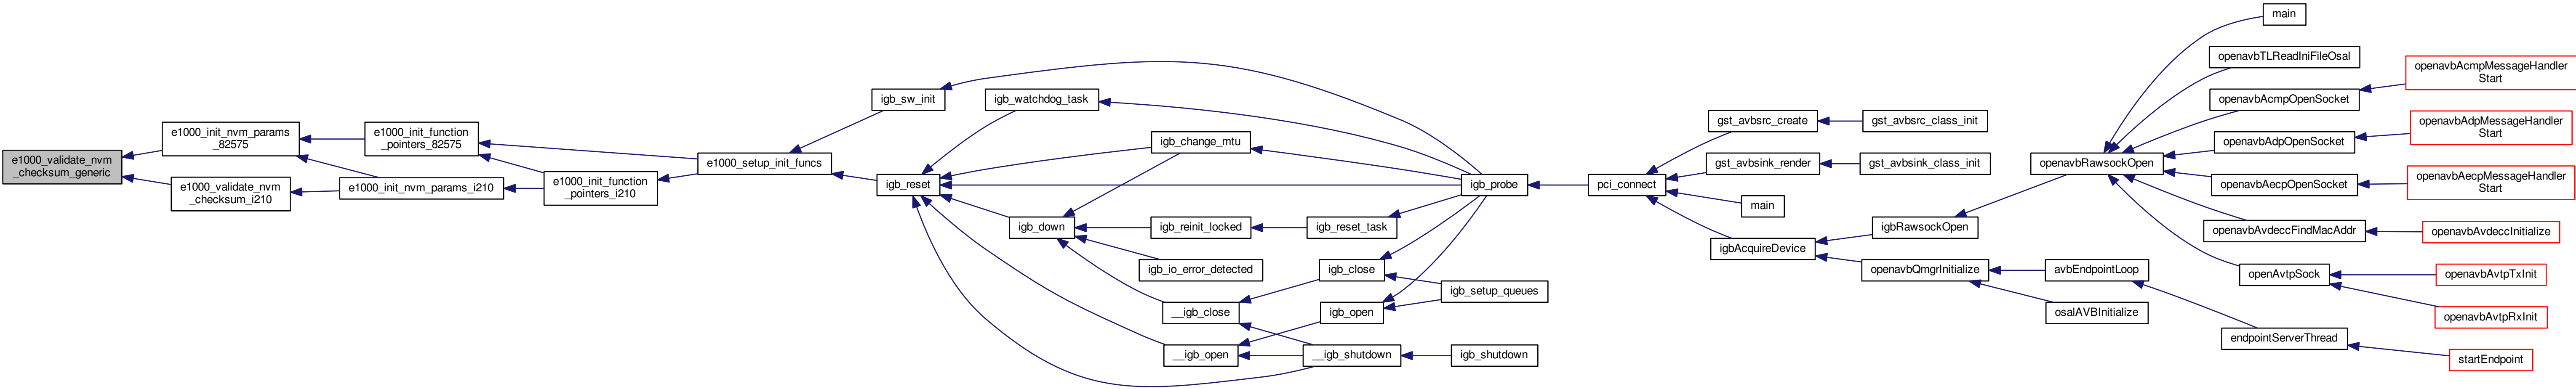 e1000_validate_nvm
_checksum_generic
e1000_init_nvm_params
_82575
e1000_validate_nvm
_checksum_i210
e1000_init_function
_pointers_82575
e1000_init_nvm_params_i210
e1000_init_function
_pointers_i210
e1000_setup_init_funcs
igb_sw_init
igb_reset
igb_watchdog_task
igb_change_mtu
igb_down
igb_reinit_locked
igb_io_error_detected
__igb_close
__igb_open
igb_reset_task
igb_close
igb_open
__igb_shutdown
igb_probe
igb_setup_queues
igb_shutdown
pci_connect
gst_avbsrc_create
gst_avbsink_render
main
igbAcquireDevice
gst_avbsrc_class_init
gst_avbsink_class_init
igbRawsockOpen
openavbQmgrInitialize
openavbRawsockOpen
avbEndpointLoop
osalAVBInitialize
main
openavbTLReadIniFileOsal
openavbAcmpOpenSocket
openavbAdpOpenSocket
openavbAecpOpenSocket
openavbAvdeccFindMacAddr
openAvtpSock
endpointServerThread
openavbAcmpMessageHandler
Start
openavbAdpMessageHandler
Start
openavbAecpMessageHandler
Start
openavbAvdeccInitialize
openavbAvtpTxInit
openavbAvtpRxInit
startEndpoint